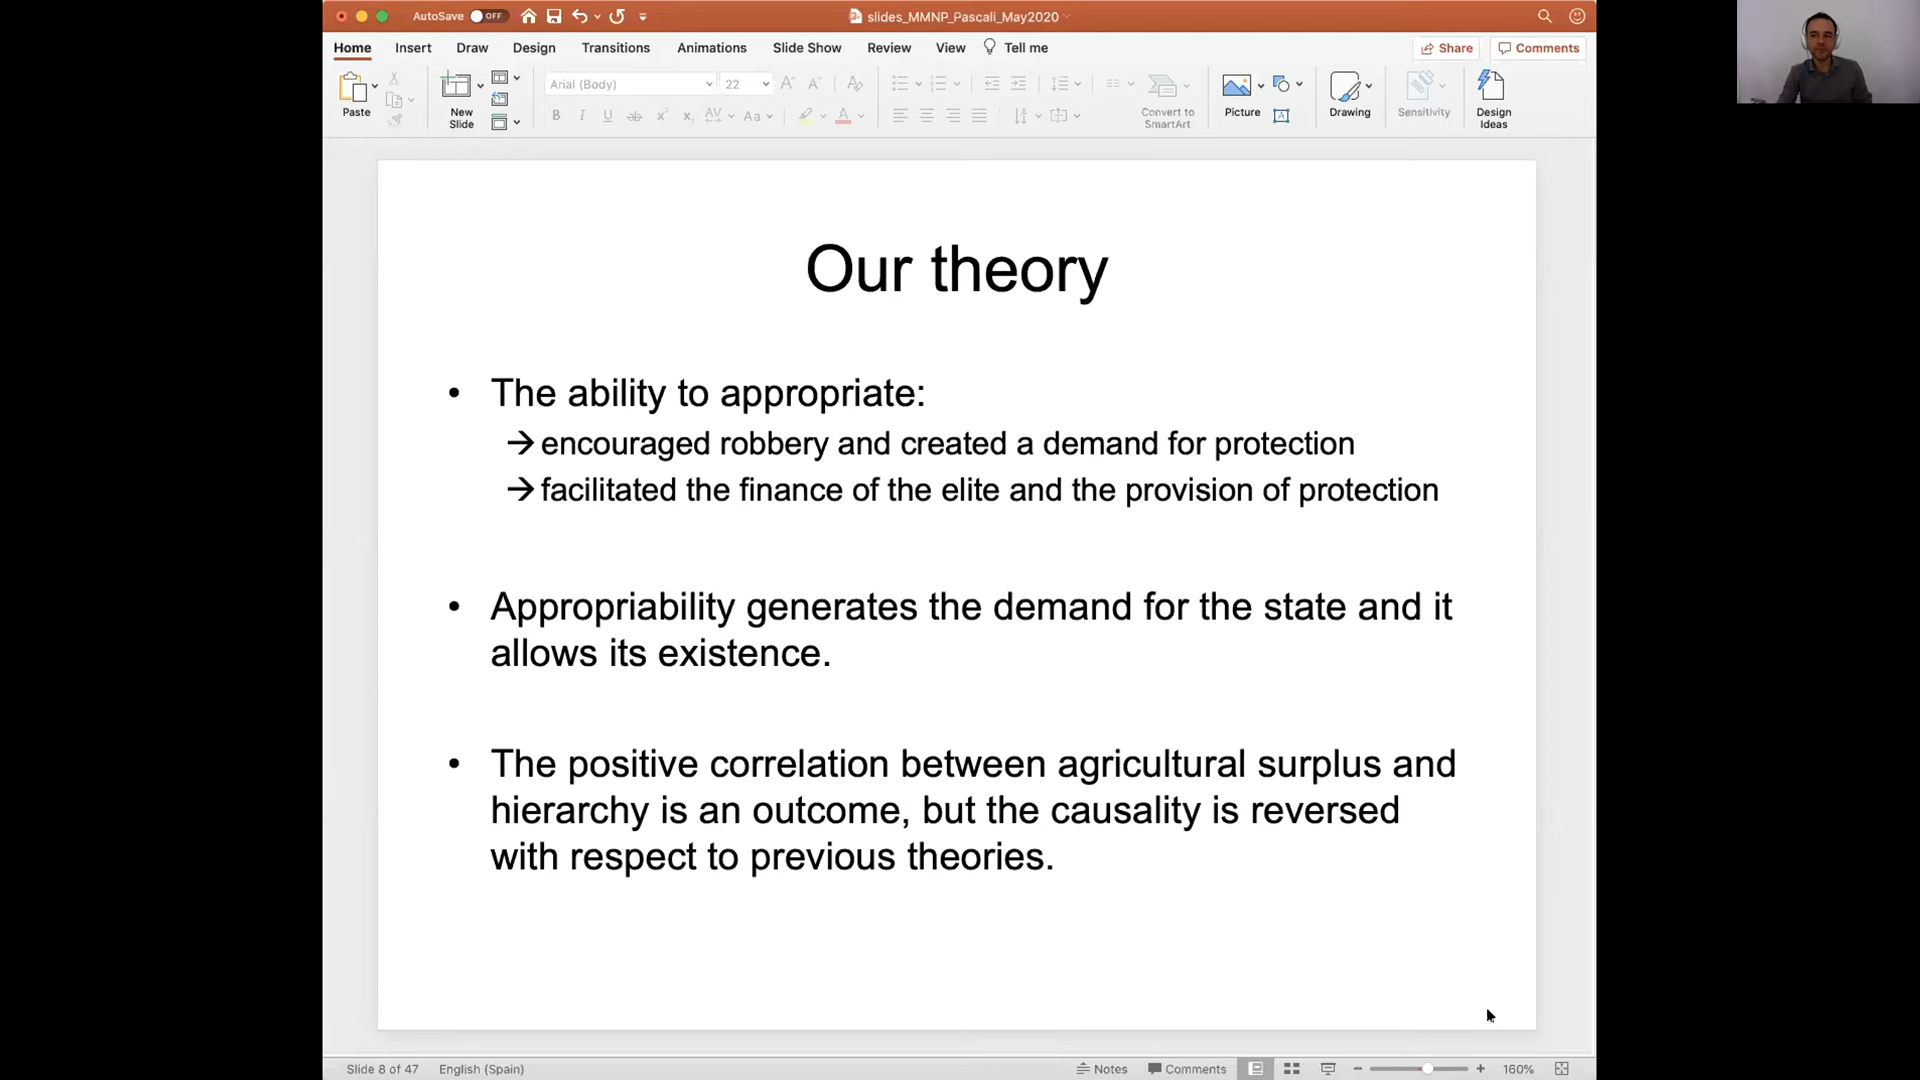 AutoSave OFF
slides_MMNP_Pascali_May2020
Home Insert Draw Design Transitions Animations Slide Show Review View Tell me
Share Comments
Paste
New Slide
Arial (Body) 22
Convert to SmartArt
Picture
Drawing
Sensitivity
Design Ideas
Our theory
• The ability to appropriate:
→ encouraged robbery and created a demand for protection
→ facilitated the finance of the elite and the provision of protection
• Appropriability generates the demand for the state and it
allows its existence.
• The positive correlation between agricultural surplus and
hierarchy is an outcome, but the causality is reversed
with respect to previous theories.
Slide 8 of 47 English (Spain)
Notes Comments 160%